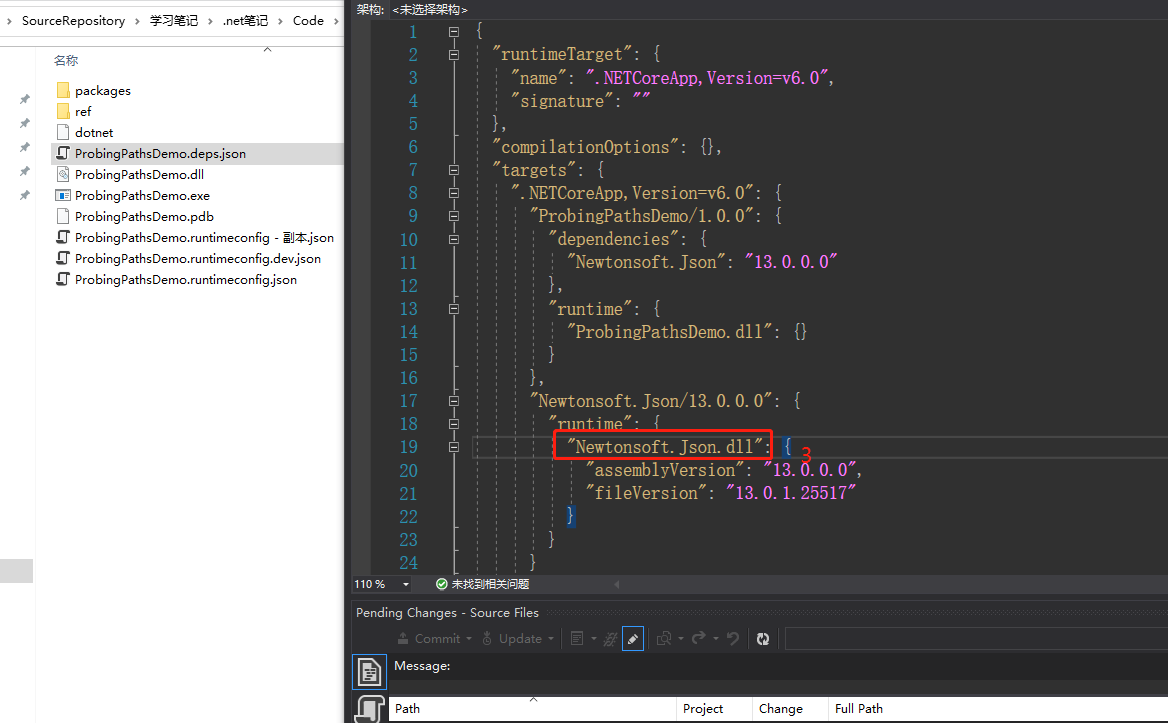 SourceRepository > 学习笔记 > .net笔记 > Code >
名称
packages
ref
dotnet
ProbingPathsDemo.deps.json
ProbingPathsDemo.dll
ProbingPathsDemo.exe
ProbingPathsDemo.pdb
ProbingPathsDemo.runtimeconfig - 副本.json
ProbingPathsDemo.runtimeconfig.dev.json
ProbingPathsDemo.runtimeconfig.json
架构: <未选择架构>
1 {
2 "runtimeTarget": {
3 "name": ".NETCoreApp,Version=v6.0",
4 "signature": ""
5 },
6 "compilationOptions": {},
7 "targets": {
8 ".NETCoreApp,Version=v6.0": {
9 "ProbingPathsDemo/1.0.0": {
10 "dependencies": {
11 "Newtonsoft.Json": "13.0.0.0"
12 },
13 "runtime": {
14 "ProbingPathsDemo.dll": {}
15 }
16 },
17 "Newtonsoft.Json/13.0.0.0": {
18 "runtime": {
19 "Newtonsoft.Json.dll": { 3
20 "assemblyVersion": "13.0.0.0",
21 "fileVersion": "13.0.1.25517"
22 }
23 }
24 }
110 % 未找到相关问题
Pending Changes - Source Files
Commit Update
Message:
Path Project Change Full Path